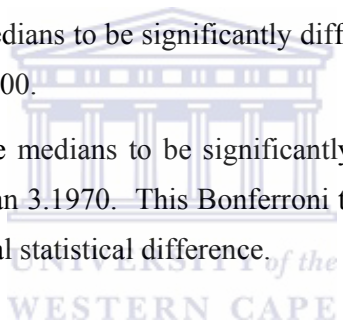 edians to be significantly diff
00.
e medians to be significantly
an 3.1970. This Bonferroni t
al statistical difference.
UNIVERSITY of the
WESTERN CAPE